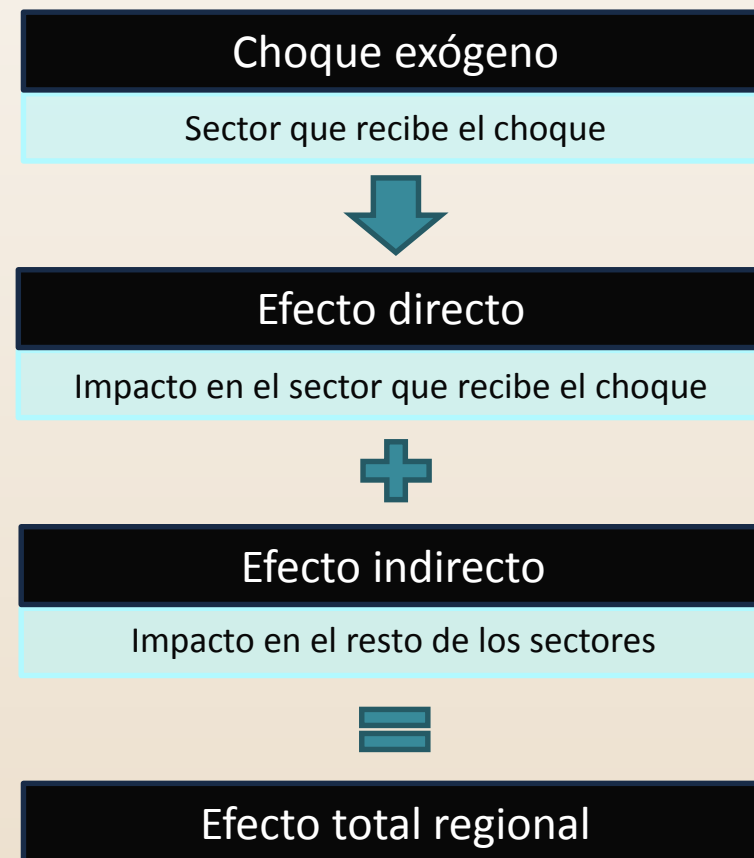 Choque exógeno
Sector que recibe el choque
Efecto directo
Impacto en el sector que recibe el choque
Efecto indirecto
Impacto en el resto de los sectores
Efecto total regional